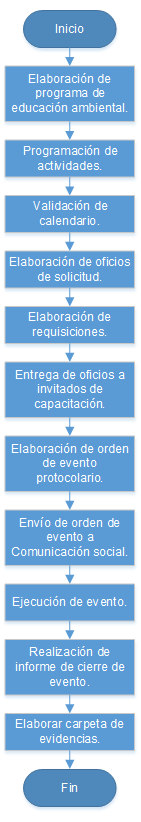 Inicio
Elaboración de
programa de
educación ambiental.
Programación de
actividades.
Validación de
calendario.
Elaboración de oficios
de solicitud.
Elaboración de
requisiciones.
Entrega de oficios a
invitados de
capacitación.
Elaboración de orden
de evento
protocolario.
Envío de orden de
evento a
Comunicación social.
Ejecución de evento.
Realización de
informe de cierre de
evento.
Elaborar carpeta de
evidencias.
Fin